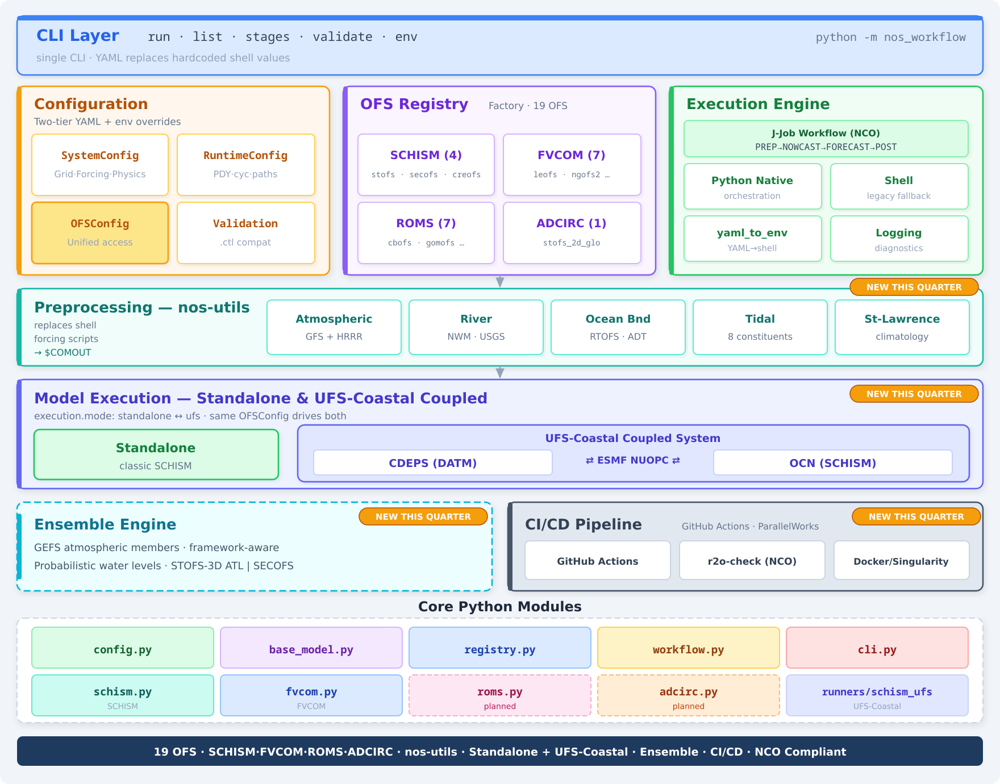 CLI Layer run · list · stages · validate · env python -m nos_workflow
single CLI · YAML replaces hardcoded shell values
Configuration
Two-tier YAML + env overrides
SystemConfig
Grid·Forcing·Physics
RuntimeConfig
PDY·cyc·paths
OFSConfig
Unified access
Validation
.ctl compat
OFS Registry Factory · 19 OFS
SCHISM (4)
stofs · secofs · creofs
FVCOM (7)
leofs · ngofs2 …
ROMS (7)
cbofs · gomofs …
ADCIRC (1)
stofs_2d_glo
Execution Engine
J-Job Workflow (NCO)
PREP→NOWCAST→FORECAST→POST
Python Native
orchestration
Shell
legacy fallback
yaml_to_env
YAML→shell
Logging
diagnostics
NEW THIS QUARTER
Preprocessing — nos-utils
replaces shell
forcing scripts
→ $COMOUT
Atmospheric
GFS + HRRR
River
NWM · USGS
Ocean Bnd
RTOFS · ADT
Tidal
8 constituents
St-Lawrence
climatology
Model Execution — Standalone & UFS-Coastal Coupled
NEW THIS QUARTER
execution.mode: standalone ↔ ufs · same OFSConfig drives both
Standalone
classic SCHISM
UFS-Coastal Coupled System
CDEPS (DATM)
⇄ ESMF NUOPC ⇄
OCN (SCHISM)
Ensemble Engine
NEW THIS QUARTER
GEFS atmospheric members · framework-aware
Probabilistic water levels · STOFS-3D ATL | SECOFS
CI/CD Pipeline GitHub Actions · ParallelWorks
NEW THIS QUARTER
GitHub Actions
r2o-check (NCO)
Docker/Singularity
Core Python Modules
config.py
base_model.py
registry.py
workflow.py
cli.py
schism.py
SCHISM
fvcom.py
FVCOM
roms.py
planned
adcirc.py
planned
runners/schism_ufs
UFS-Coastal
19 OFS · SCHISM·FVCOM·ROMS·ADCIRC · nos-utils · Standalone + UFS-Coastal · Ensemble · CI/CD · NCO Compliant